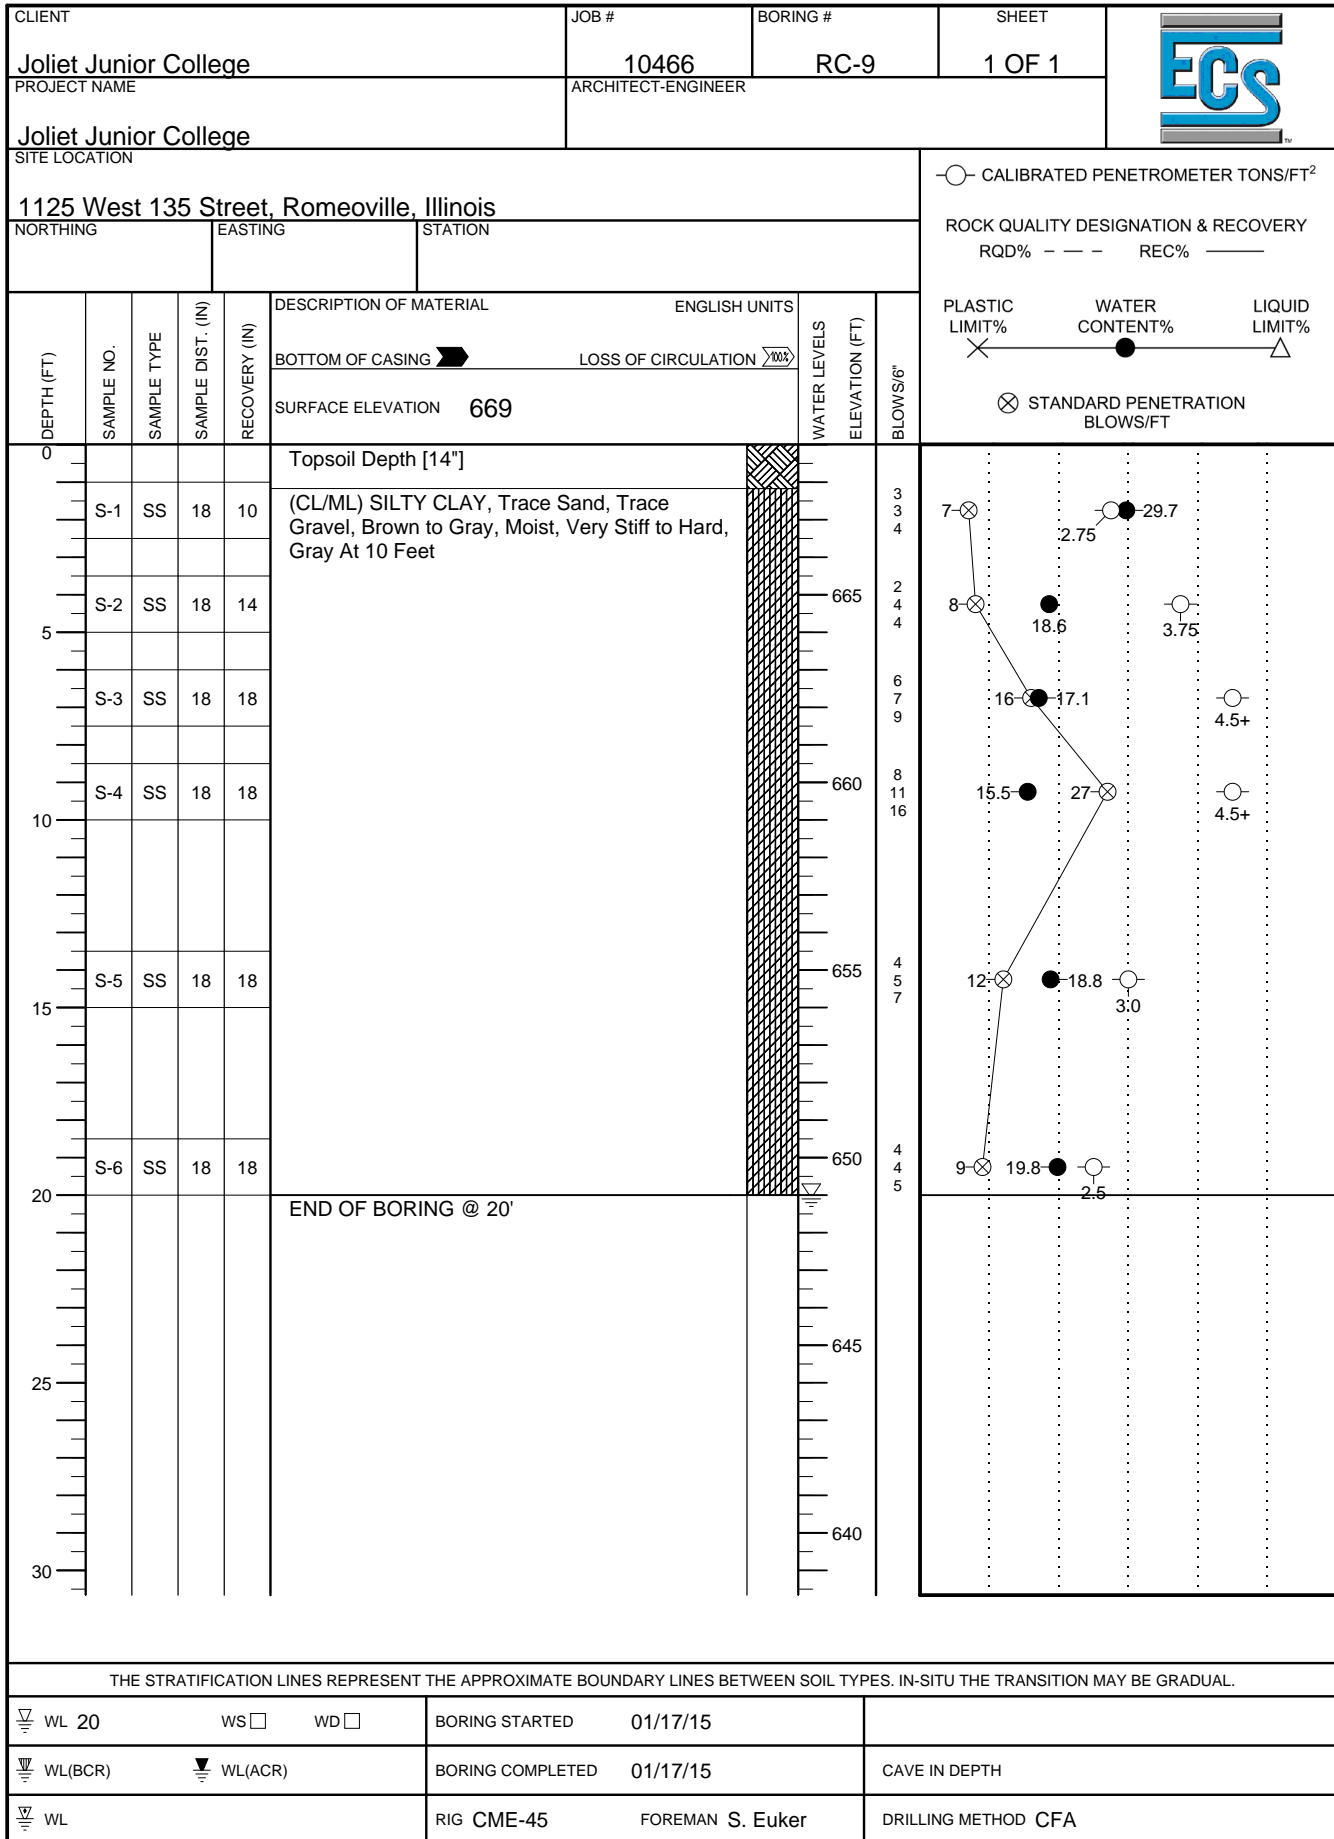 CLIENT JOB # BORING # SHEET
Joliet Junior College 10466 RC-9 1 OF 1
ECS
TM
PROJECT NAME ARCHITECT-ENGINEER
Joliet Junior College
SITE LOCATION
1125 West 135 Street, Romeoville, Illinois
NORTHING EASTING STATION
CALIBRATED PENETROMETER TONS/FT²
ROCK QUALITY DESIGNATION & RECOVERY
RQD% REC%
PLASTIC LIMIT% WATER CONTENT% LIQUID LIMIT%
STANDARD PENETRATION
BLOWS/FT
DEPTH (FT)
SAMPLE NO.
SAMPLE TYPE
SAMPLE DIST. (IN)
RECOVERY (IN)
DESCRIPTION OF MATERIAL ENGLISH UNITS
BOTTOM OF CASING LOSS OF CIRCULATION 100%
SURFACE ELEVATION 669
WATER LEVELS
ELEVATION (FT)
BLOWS/6"
0
Topsoil Depth [14"]
S-1 SS 18 10
(CL/ML) SILTY CLAY, Trace Sand, Trace
Gravel, Brown to Gray, Moist, Very Stiff to Hard,
Gray At 10 Feet
3
3
4
7 29.7
2.75
S-2 SS 18 14
665
2
4
4
8
18.6 3.75
5
S-3 SS 18 18
6
7
9
16 17.1
4.5+
S-4 SS 18 18
660
8
11
16
15.5 27
4.5+
10
S-5 SS 18 18
655
4
5
7
12 18.8
3.0
15
S-6 SS 18 18
650
4
4
5
9 19.8
2.5
20
END OF BORING @ 20'
645
25
640
30
THE STRATIFICATION LINES REPRESENT THE APPROXIMATE BOUNDARY LINES BETWEEN SOIL TYPES. IN-SITU THE TRANSITION MAY BE GRADUAL.
WL 20 WS WD BORING STARTED 01/17/15
WL(BCR) WL(ACR) BORING COMPLETED 01/17/15 CAVE IN DEPTH
WL RIG CME-45 FOREMAN S. Euker DRILLING METHOD CFA